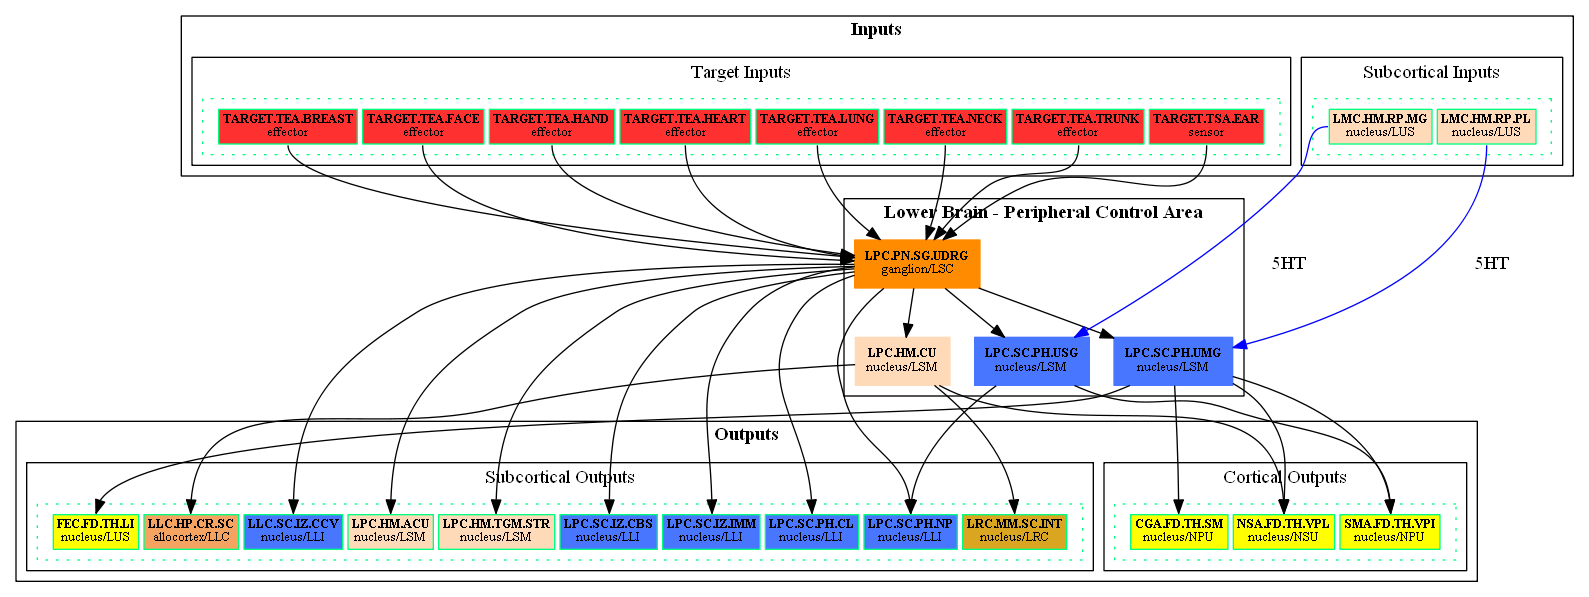 Inputs
Target Inputs
Subcortical Inputs
TARGET.TEA.BREAST
effector
TARGET.TEA.FACE
effector
TARGET.TEA.HAND
effector
TARGET.TEA.HEART
effector
TARGET.TEA.LUNG
effector
TARGET.TEA.NECK
effector
TARGET.TEA.TRUNK
effector
TARGET.TSA.EAR
sensor
LMC.HM.RP.MG
nucleus/LUS
LMC.HM.RP.PL
nucleus/LUS
Lower Brain - Peripheral Control Area
LPC.PN.SG.UDRG
ganglion/LSC
5HT
5HT
LPC.HM.CU
nucleus/LSM
LPC.SC.PH.USG
nucleus/LSM
LPC.SC.PH.UMG
nucleus/LSM
Outputs
Subcortical Outputs
Cortical Outputs
FEC.FD.TH.LI
nucleus/LUS
LLC.HP.CR.SC
allocortex/LLC
LLC.SC.IZ.CCV
nucleus/LLI
LPC.HM.ACU
nucleus/LSM
LPC.HM.TGM.STR
nucleus/LSM
LPC.SC.IZ.CBS
nucleus/LLI
LPC.SC.IZ.IMM
nucleus/LLI
LPC.SC.PH.CL
nucleus/LLI
LPC.SC.PH.NP
nucleus/LLI
LRC.MM.SC.INT
nucleus/LRC
CGA.FD.TH.SM
nucleus/NPU
NSA.FD.TH.VPL
nucleus/NSU
SMA.FD.TH.VPI
nucleus/NPU